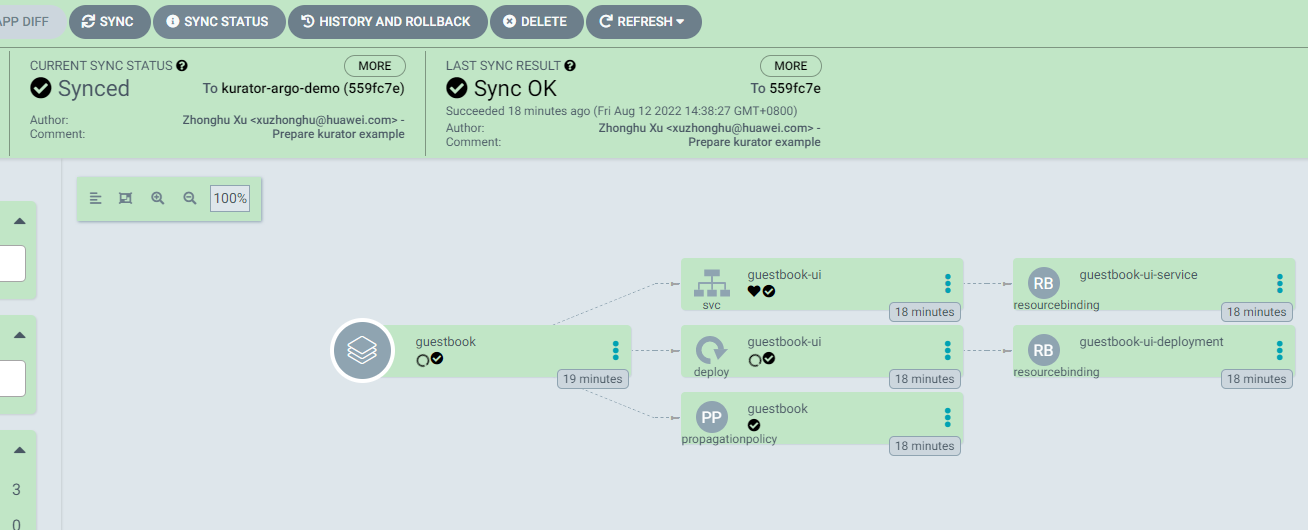 APP DIFF
SYNC
SYNC STATUS
HISTORY AND ROLLBACK
DELETE
REFRESH
CURRENT SYNC STATUS
MORE
Synced
To kurator-argo-demo (559fc7e)
Author:
Zhonghu Xu <xuzhonghu@huawei.com> -
Comment:
Prepare kurator example
LAST SYNC RESULT
MORE
Sync OK
To 559fc7e
Succeeded 18 minutes ago (Fri Aug 12 2022 14:38:27 GMT+0800)
Author:
Zhonghu Xu <xuzhonghu@huawei.com> -
Comment:
Prepare kurator example
100%
guestbook
19 minutes
svc
guestbook-ui
18 minutes
RB
resourcebinding
guestbook-ui-service
18 minutes
deploy
guestbook-ui
18 minutes
RB
resourcebinding
guestbook-ui-deployment
18 minutes
PP
propagationpolicy
guestbook
18 minutes
3
0